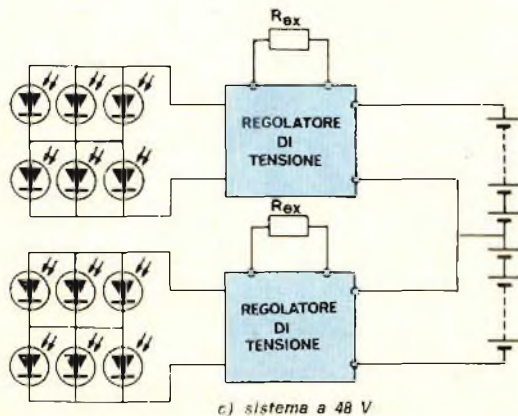 Rex
REGOLATORE
DI
TENSIONE
Rex
REGOLATORE
DI
TENSIONE
c) sistema a 48 V